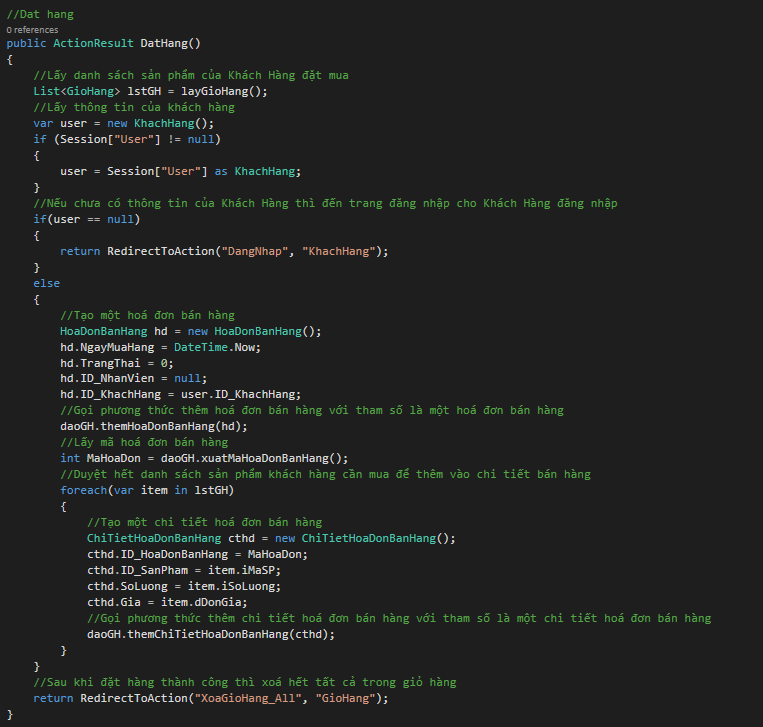 //Dat hang
0 references
public ActionResult DatHang()
{
//Lấy danh sách sản phẩm của Khách Hàng đặt mua
List<GioHang> lstGH = layGioHang();
//Lấy thông tin của khách hàng
var user = new KhachHang();
if (Session["User"] != null)
{
user = Session["User"] as KhachHang;
}
//Nếu chưa có thông tin của Khách Hàng thì đến trang đăng nhập cho Khách Hàng đăng nhập
if(user == null)
{
return RedirectToAction("DangNhap", "KhachHang");
}
else
{
//Tạo một hoá đơn bán hàng
HoaDonBanHang hd = new HoaDonBanHang();
hd.NgayMuaHang = DateTime.Now;
hd.TrangThai = 0;
hd.ID_NhanVien = null;
hd.ID_KhachHang = user.ID_KhachHang;
//Gọi phương thức thêm hoá đơn bán hàng với tham số là một hoá đơn bán hàng
daoGH.themHoaDonBanHang(hd);
//Lấy mã hoá đơn bán hàng
int MaHoaDon = daoGH.xuatMaHoaDonBanHang();
//Duyệt hết danh sách sản phẩm khách hàng cần mua để thêm vào chi tiết bán hàng
foreach(var item in lstGH)
{
//Tạo một chi tiết hoá đơn bán hàng
ChiTietHoaDonBanHang cthd = new ChiTietHoaDonBanHang();
cthd.ID_HoaDonBanHang = MaHoaDon;
cthd.ID_SanPham = item.iMaSP;
cthd.SoLuong = item.iSoLuong;
cthd.Gia = item.dDonGia;
//Gọi phương thức thêm chi tiết hoá đơn bán hàng với tham số là một chi tiết hoá đơn bán hàng
daoGH.themChiTietHoaDonBanHang(cthd);
}
}
//Sau khi đặt hàng thành công thì xoá hết tất cả trong giỏ hàng
return RedirectToAction("XoaGioHang_All", "GioHang");
}